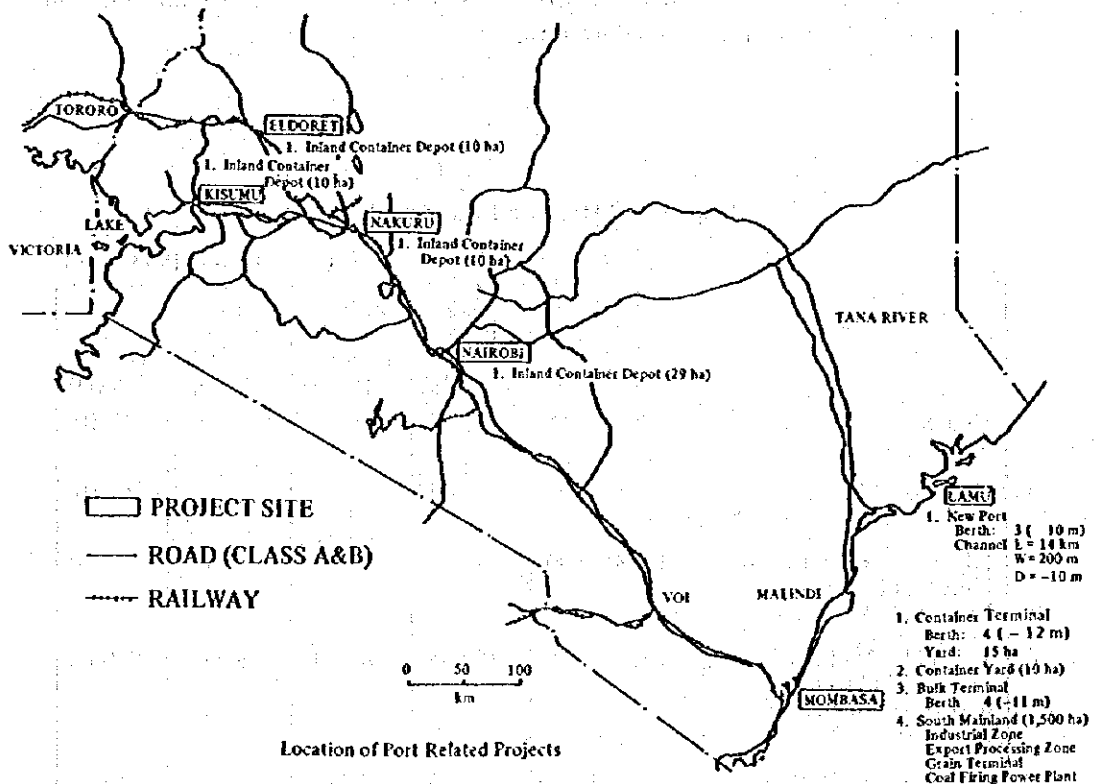 TORORO
ELDORET
1. Inland Container Depot (10 ha)
1. Inland Container
Depot (10 ha)
KISUMU
LAKE
VICTORIA
NAKURU
1. Inland Container
Depot (10 ha)
NAIROBI
1. Inland Container Depot (29 ha)
TANA RIVER
LAMU
1. New Port
Berth: 3 ( 10 m)
Channel L = 14 km
W = 200 m
D = -10 m
PROJECT SITE
ROAD (CLASS A&B)
RAILWAY
VOI
MALINDI
0 50 100
km
MOMBASA
1. Container Terminal
Berth: 4 ( - 12 m)
Yard: 15 ha
2. Container Yard (10 ha)
3. Bulk Terminal
Berth 4 (-11 m)
4. South Mainland (1,500 ha)
Industrial Zone
Export Processing Zone
Grain Terminal
Coal Firing Power Plant
Location of Port Related Projects